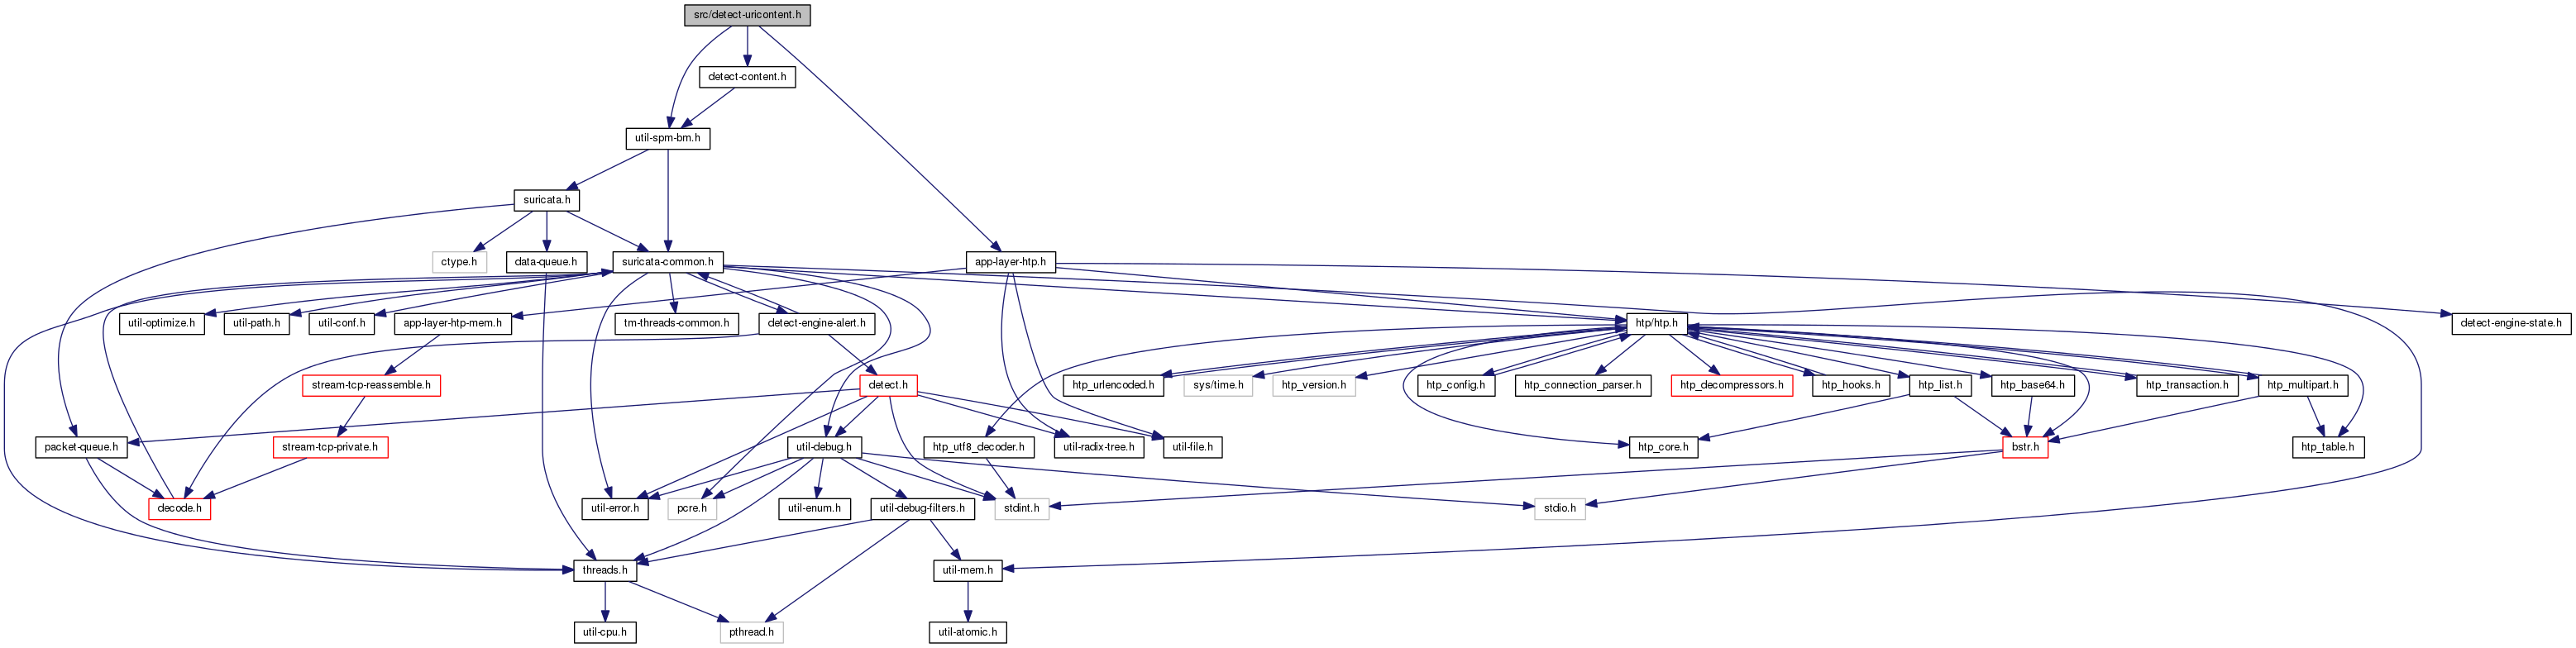 src/detect-uricontent.h
detect-content.h
util-spm-bm.h
suricata.h
ctype.h
data-queue.h
suricata-common.h
app-layer-htp.h
util-optimize.h
util-path.h
util-conf.h
app-layer-htp-mem.h
tm-threads-common.h
detect-engine-alert.h
htp/htp.h
detect-engine-state.h
stream-tcp-reassemble.h
detect.h
htp_urlencoded.h
sys/time.h
htp_version.h
htp_config.h
htp_connection_parser.h
htp_decompressors.h
htp_hooks.h
htp_list.h
htp_base64.h
htp_transaction.h
htp_multipart.h
packet-queue.h
stream-tcp-private.h
util-debug.h
htp_utf8_decoder.h
util-radix-tree.h
util-file.h
htp_core.h
bstr.h
htp_table.h
decode.h
util-error.h
pcre.h
util-enum.h
util-debug-filters.h
stdint.h
stdio.h
threads.h
util-mem.h
util-cpu.h
pthread.h
util-atomic.h